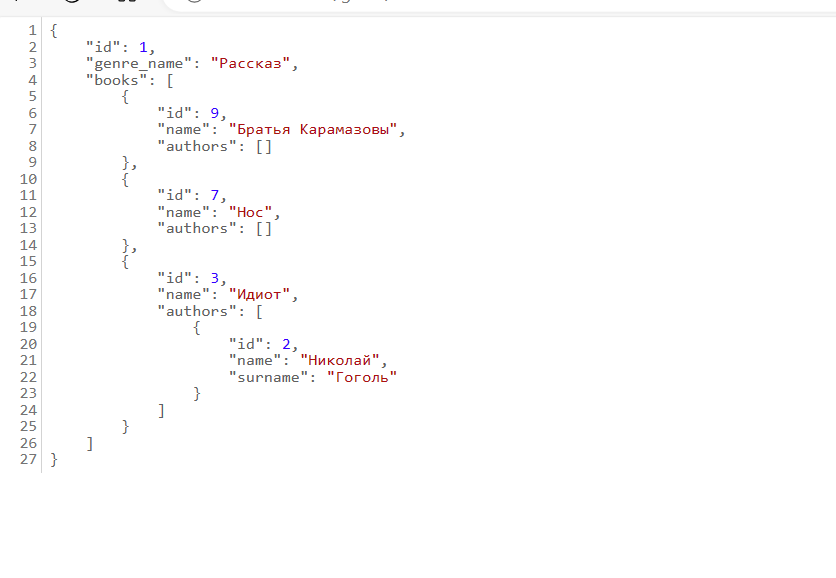 1 {
2     "id": 1,
3     "genre_name": "Рассказ",
4     "books": [
5         {
6             "id": 9,
7             "name": "Братья Карамазовы",
8             "authors": []
9         },
10         {
11             "id": 7,
12             "name": "Нос",
13             "authors": []
14         },
15         {
16             "id": 3,
17             "name": "Идиот",
18             "authors": [
19                 {
20                     "id": 2,
21                     "name": "Николай",
22                     "surname": "Гоголь"
23                 }
24             ]
25         }
26     ]
27 }